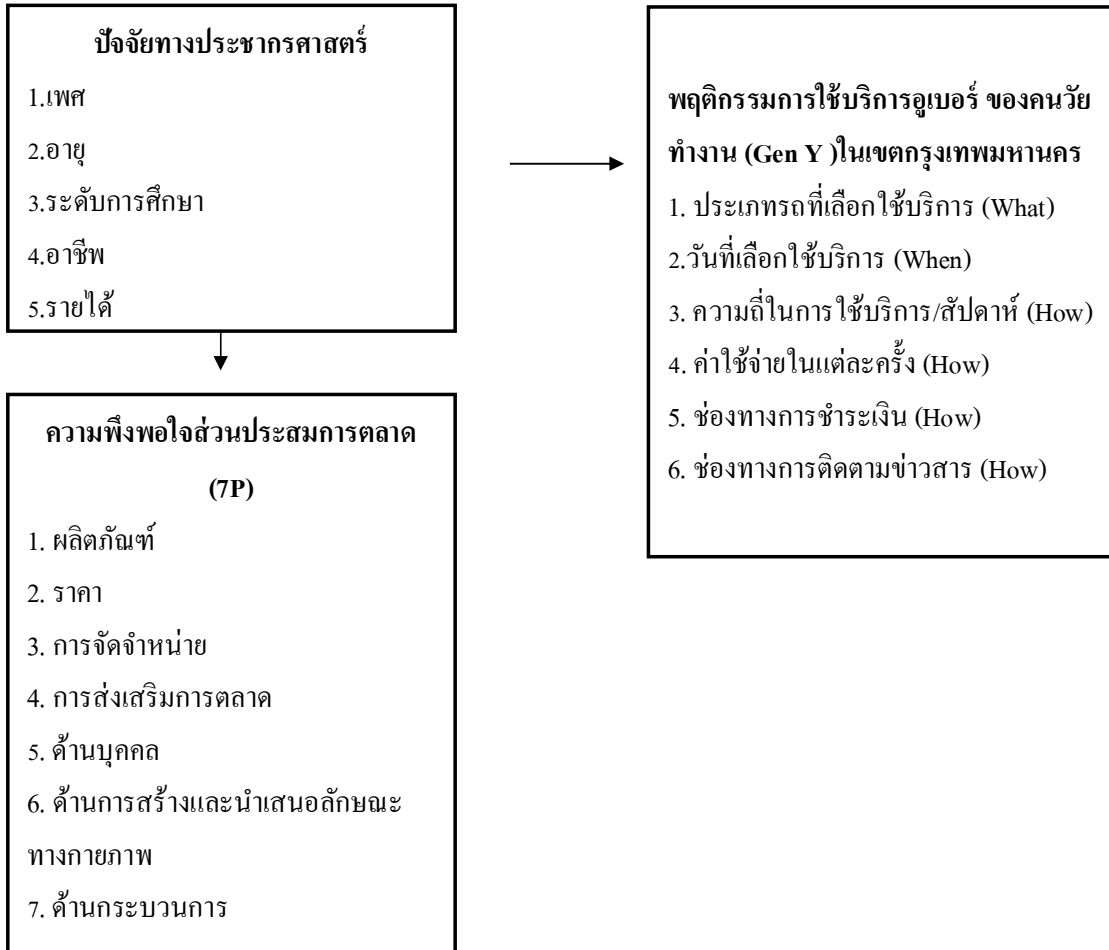 ปัจจัยทางประชากรศาสตร์
1.เพศ
2.อายุ
3.ระดับการศึกษา
4.อาชีพ
5.รายได้
ความพึงพอใจส่วนประสมการตลาด
(7P)
1. ผลิตภัณฑ์
2. ราคา
3. การจัดจำหน่าย
4. การส่งเสริมการตลาด
5. ด้านบุคคล
6. ด้านการสร้างและนำเสนอลักษณะ
ทางกายภาพ
7. ด้านกระบวนการ
พฤติกรรมการใช้บริการอูเบอร์ ของคนวัย
ทำงาน (Gen Y )ในเขตกรุงเทพมหานคร
1. ประเภทรถที่เลือกใช้บริการ (What)
2.วันที่เลือกใช้บริการ (When)
3. ความถี่ในการใช้บริการ/สัปดาห์ (How)
4. ค่าใช้จ่ายในแต่ละครั้ง (How)
5. ช่องทางการชำระเงิน (How)
6. ช่องทางการติดตามข่าวสาร (How)